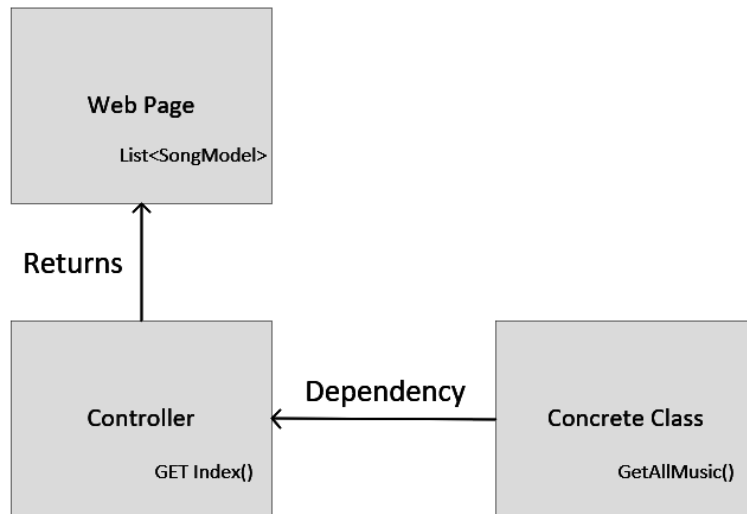 Web Page
List<SongModel>
Returns
Dependency
Controller
GET Index()
Concrete Class
GetAllMusic()